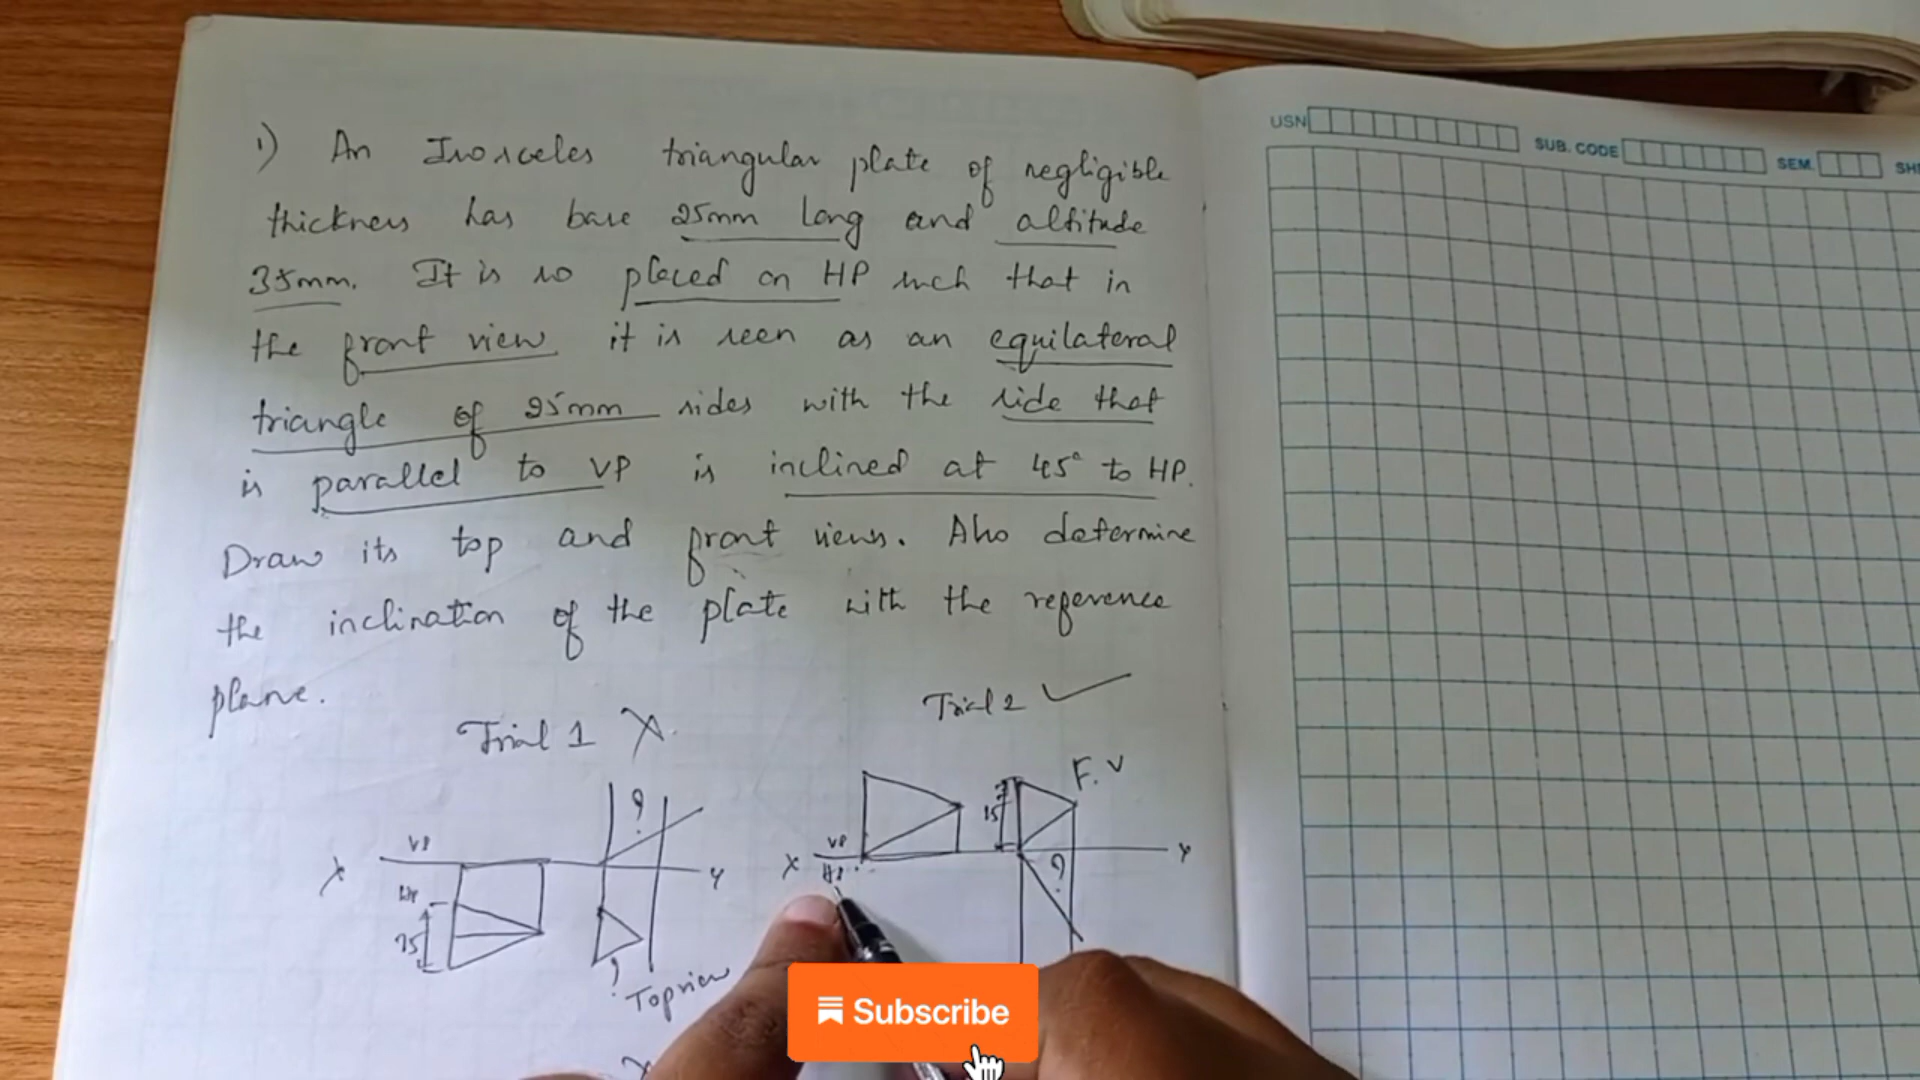 1) An Isosceles triangular plate of negligible
thickness has base 25mm long and altitude
35mm. It is so placed on HP such that in
the front view it is seen as an equilateral
triangle of 25mm sides with the side that
is parallel to VP is inclined at 45° to HP.
Draw its top and front views. Also determine
the inclination of the plate with the reference
plane.
Trial 1 X
Trial 2 ✓
X VP HP Y
25
?
? Top view
X VP HP Y
15
F.V
?
USN
SUB. CODE
SEM.
Subscribe